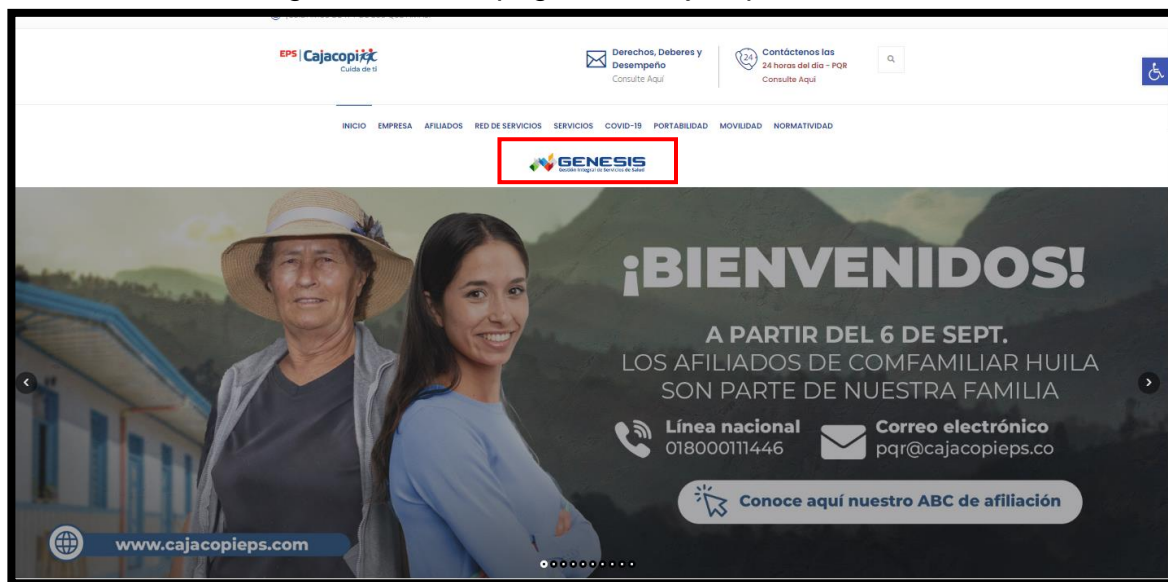 EPS Cajacopi
Cuida de ti
Derechos, Deberes y
Desempeño
Consulte Aquí
24
Contáctenos las
24 horas del día - PQR
Consulte Aqui
INICIO EMPRESA AFILIADOS RED DE SERVICIOS SERVICIOS COVID-19 PORTABILIDAD MOVILIDAD NORMATIVIDAD
GENESIS
Gestión Integral de Servicios de Salud
¡BIENVENIDOS!
A PARTIR DEL 6 DE SEPT.
LOS AFILIADOS DE COMFAMILIAR HUILA
SON PARTE DE NUESTRA FAMILIA
Línea nacional
018000111446
Correo electrónico
pqr@cajacopieps.co
Conoce aquí nuestro ABC de afiliación
www.cajacopieps.com